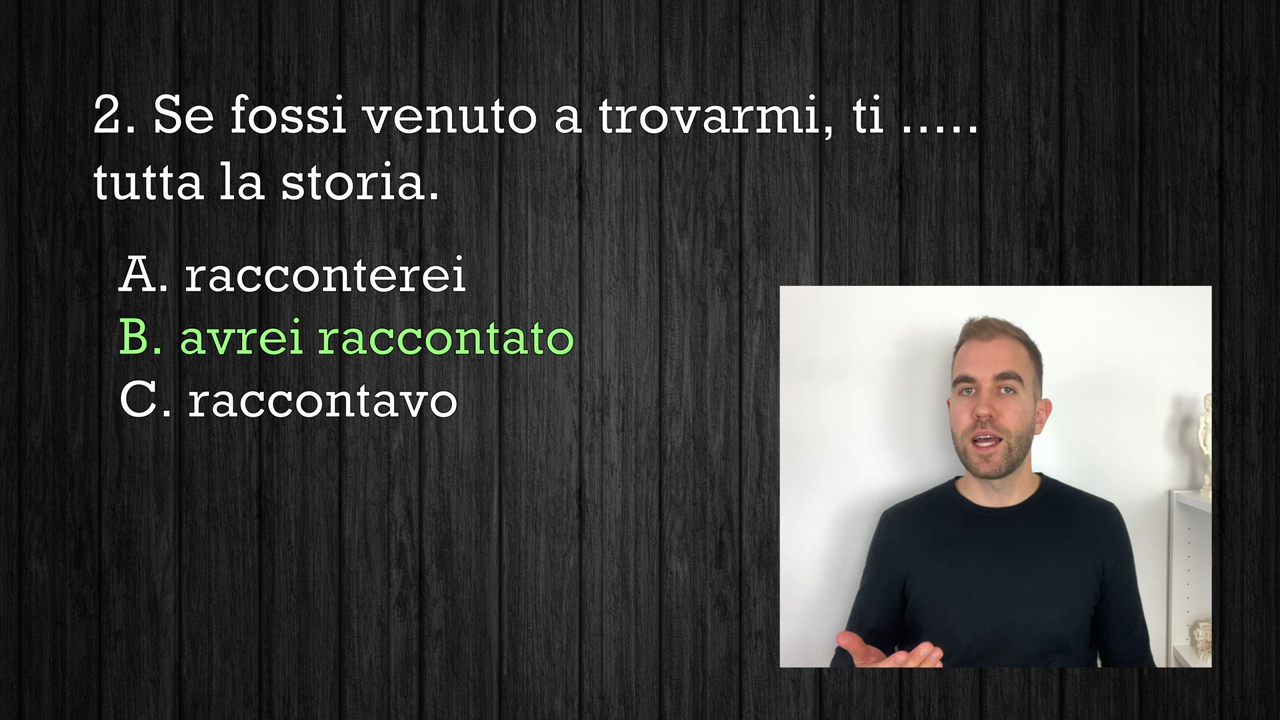 2. Se fossi venuto a trovarmi, ti .....
tutta la storia.
A. racconterei
B. avrei raccontato
C. raccontavo